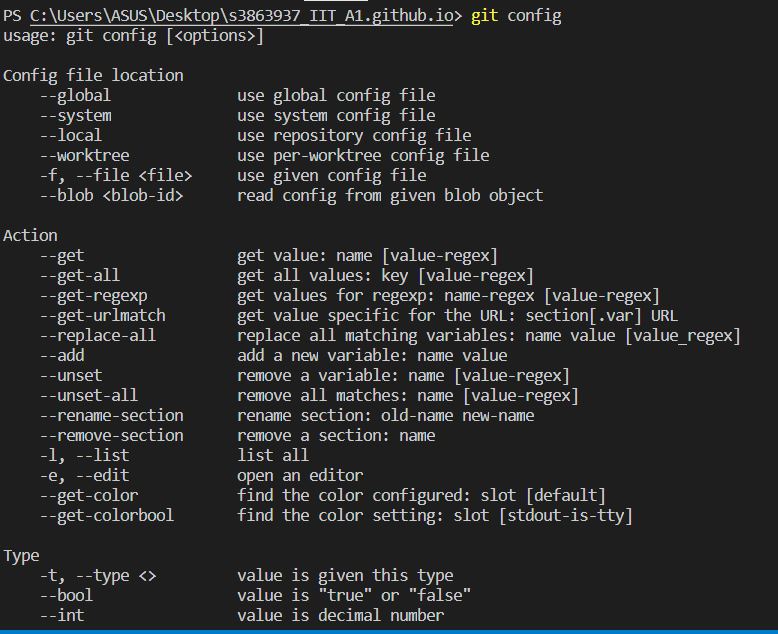 PS C:\Users\ASUS\Desktop\s3863937_IIT_A1.github.io> git config
usage: git config [<options>]

Config file location
    --global              use global config file
    --system              use system config file
    --local               use repository config file
    --worktree            use per-worktree config file
    -f, --file <file>     use given config file
    --blob <blob-id>      read config from given blob object

Action
    --get                 get value: name [value-regex]
    --get-all             get all values: key [value-regex]
    --get-regexp          get values for regexp: name-regex [value-regex]
    --get-urlmatch        get value specific for the URL: section[.var] URL
    --replace-all         replace all matching variables: name value [value_regex]
    --add                 add a new variable: name value
    --unset               remove a variable: name [value-regex]
    --unset-all           remove all matches: name [value-regex]
    --rename-section      rename section: old-name new-name
    --remove-section      remove a section: name
    -l, --list            list all
    -e, --edit            open an editor
    --get-color           find the color configured: slot [default]
    --get-colorbool       find the color setting: slot [stdout-is-tty]

Type
    -t, --type <>         value is given this type
    --bool                value is "true" or "false"
    --int                 value is decimal number